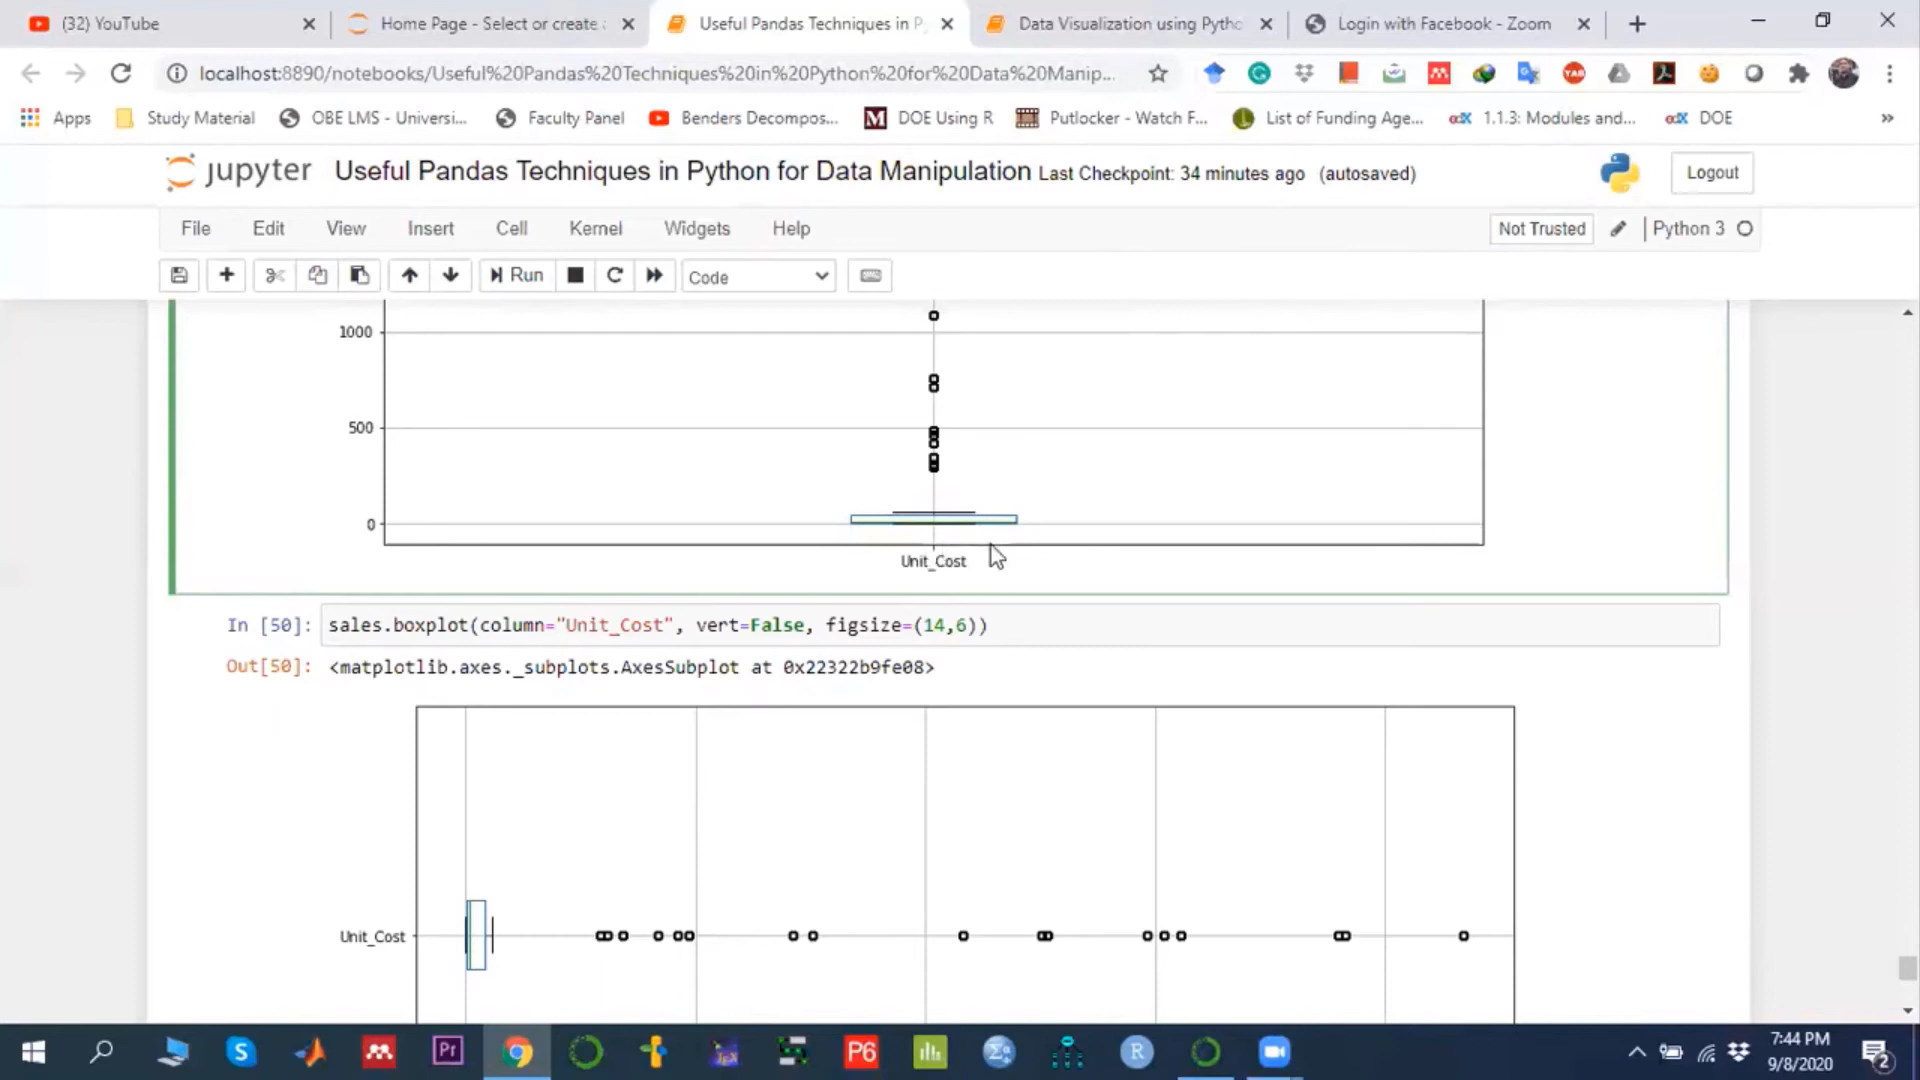 (32) YouTube
Home Page - Select or create a
Useful Pandas Techniques in Py
Data Visualization using Pytho
Login with Facebook - Zoom
localhost:8890/notebooks/Useful%20Pandas%20Techniques%20in%20Python%20for%20Data%20Manip...
Apps
Study Material
OBE LMS - Universi...
Faculty Panel
Benders Decompos...
M DOE Using R
Putlocker - Watch F...
List of Funding Age...
1.1.3: Modules and...
DOE
»
jupyter Useful Pandas Techniques in Python for Data Manipulation Last Checkpoint: 34 minutes ago (autosaved)
Logout
File Edit View Insert Cell Kernel Widgets Help
Not Trusted
Python 3
Run
Code
1000
500
0
Unit_Cost
In [50]: sales.boxplot(column="Unit_Cost", vert=False, figsize=(14,6))
Out[50]: <matplotlib.axes._subplots.AxesSubplot at 0x22322b9fe08>
Unit_Cost
Pr
P6
R
7:44 PM
9/8/2020
2